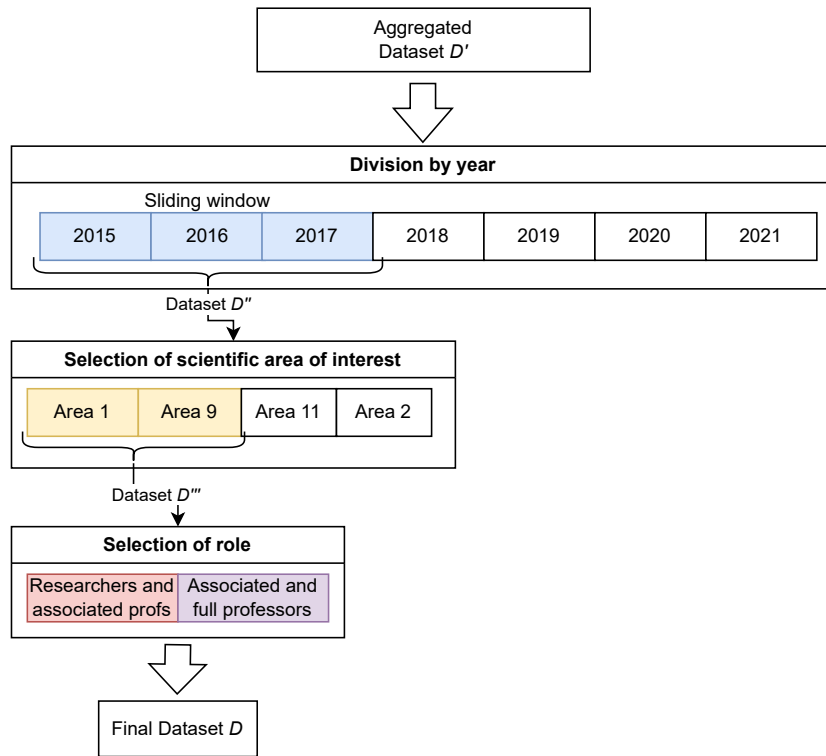 Aggregated
Dataset D'
Division by year
Sliding window
2015 2016 2017 2018 2019 2020 2021
Dataset D''
Selection of scientific area of interest
Area 1 Area 9 Area 11 Area 2
Dataset D'''
Selection of role
Researchers and associated profs
Associated and full professors
Final Dataset D